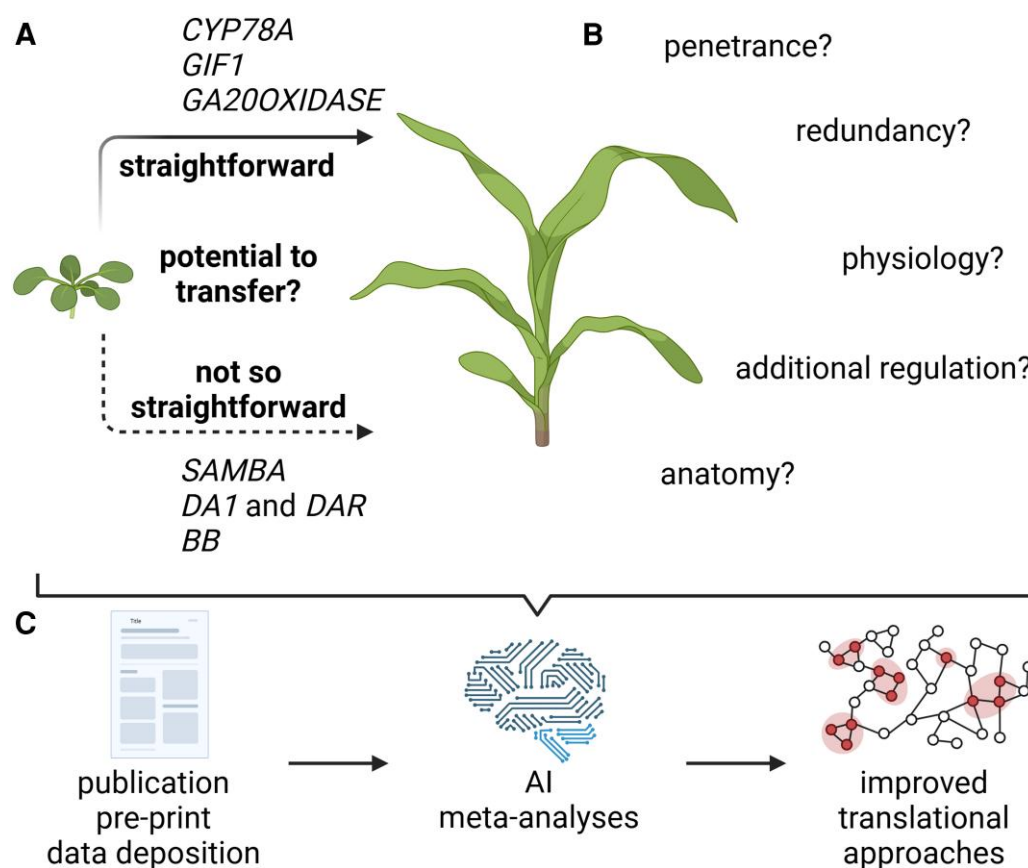 A
CYP78A
GIF1
GA20OXIDASE
straightforward
potential to
transfer?
not so
straightforward
SAMBA
DA1 and DAR
BB
B
penetrance?
redundancy?
physiology?
additional regulation?
anatomy?
C
Title
publication
pre-print
data deposition
AI
meta-analyses
improved
translational
approaches